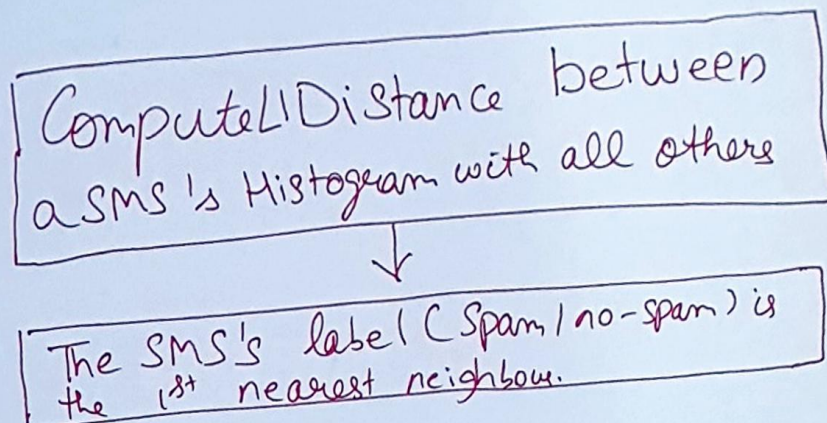 ComputeL1Distance between
a SMS's Histogram with all others
The SMS's label (Spam/no-spam) is
the 1st nearest neighbour.